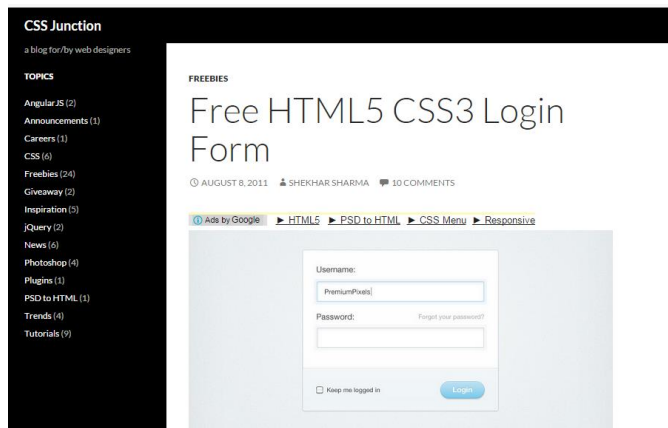 CSS Junction
a blog for/by web designers
TOPICS
AngularJS (2)
Announcements (1)
Careers (1)
CSS (6)
Freebies (24)
Giveaway (2)
Inspiration (5)
jQuery (2)
News (6)
Photoshop (4)
Plugins (1)
PSD to HTML (1)
Trends (4)
Tutorials (9)
FREEBIES
Free HTML5 CSS3 Login
Form
AUGUST 8, 2011 SHEKHAR SHARMA 10 COMMENTS
Ads by Google ► HTML5 ► PSD to HTML ► CSS Menu ► Responsive
Username:
PremiumPixels
Password: Forgot your password?
Keep me logged in Login